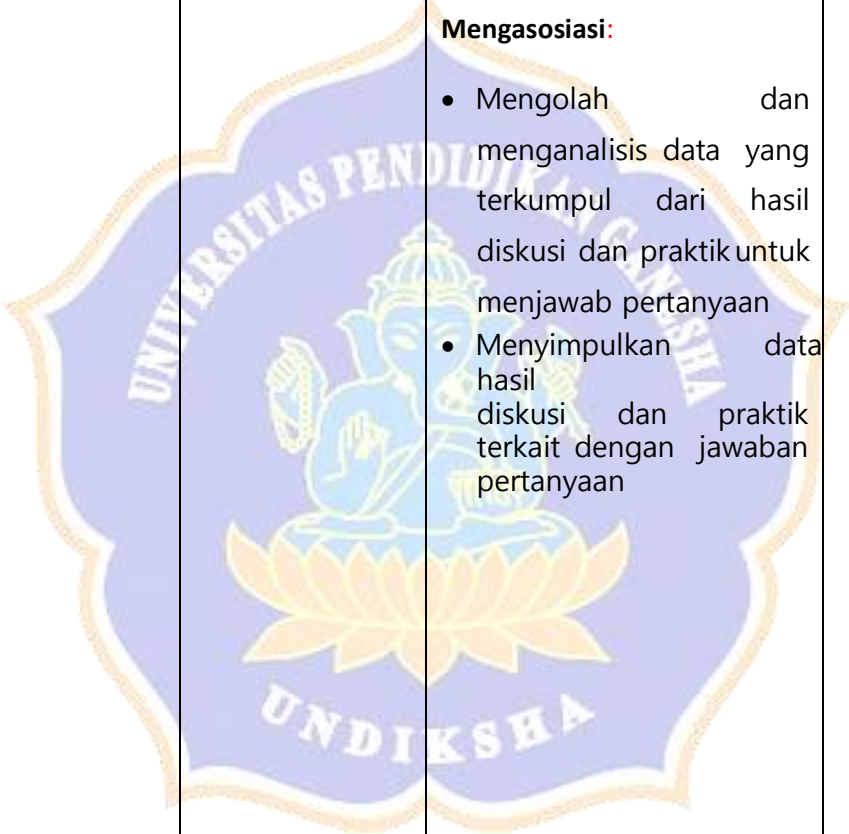 Mengasosiasi:
• Mengolah dan
menganalisis data yang
terkumpul dari hasil
diskusi dan praktik untuk
menjawab pertanyaan
• Menyimpulkan data
hasil
diskusi dan praktik
terkait dengan jawaban
pertanyaan
UNIVERSITAS PENDIDIKAN GANESHA
UNDIKSHA